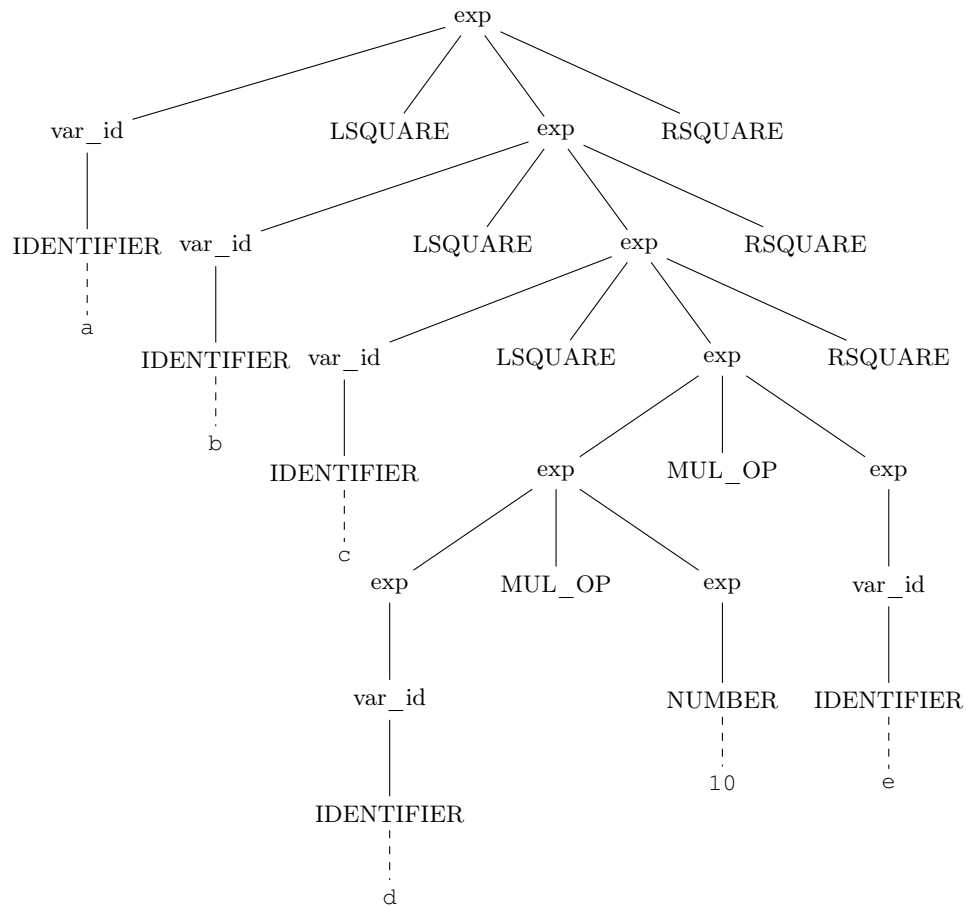 exp
var_id LSQUARE exp RSQUARE
IDENTIFIER var_id LSQUARE exp RSQUARE
a
IDENTIFIER var_id LSQUARE exp RSQUARE
b
IDENTIFIER exp MUL_OP exp
c
exp MUL_OP exp var_id
var_id NUMBER IDENTIFIER
10 e
IDENTIFIER
d